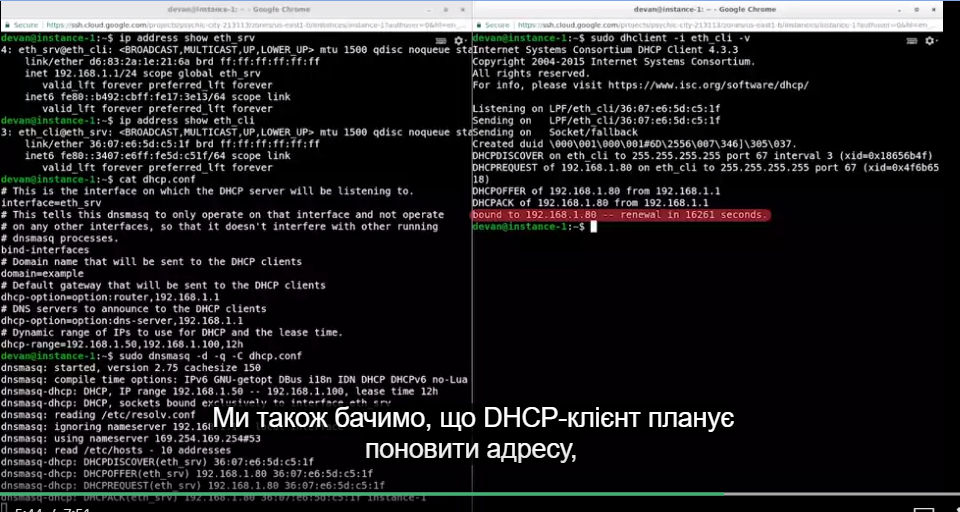 devan@instance-1: ~ - Google Chrome
Secure https://ssh.cloud.google.com/projects/psychic-city-213113/zones/us-east1-b/instances/instance-1?authuser=0&hl=en...
devan@instance-1:~$ ip address show eth_srv
4: eth_srv@eth_cli: <BROADCAST,MULTICAST,UP,LOWER_UP> mtu 1500 qdisc noqueue sta
link/ether d6:83:2a:1e:21:6a brd ff:ff:ff:ff:ff:ff
inet 192.168.1.1/24 scope global eth_srv
valid_lft forever preferred_lft forever
inet6 fe80::b492:cbff:fe17:3e13/64 scope link
valid_lft forever preferred_lft forever
devan@instance-1:~$ ip address show eth_cli
3: eth_cli@eth_srv: <BROADCAST,MULTICAST,UP,LOWER_UP> mtu 1500 qdisc noqueue sta
link/ether 36:07:e6:5d:c5:1f brd ff:ff:ff:ff:ff:ff
inet6 fe80::3407:e6ff:fe5d:c51f/64 scope link
valid_lft forever preferred_lft forever
devan@instance-1:~$ cat dhcp.conf
# This is the interface on which the DHCP server will be listening to.
interface=eth_srv
# This tells this dnsmasq to only operate on that interface and not operate
# on any other interfaces, so that it doesn't interfere with other running
# dnsmasq processes.
bind-interfaces
# Domain name that will be sent to the DHCP clients
domain=example
# Default gateway that will be sent to the DHCP clients
dhcp-option=option:router,192.168.1.1
# DNS servers to announce to the DHCP clients
dhcp-option=option:dns-server,192.168.1.1
# Dynamic range of IPs to use for DHCP and the lease time.
dhcp-range=192.168.1.50,192.168.1.100,12h
devan@instance-1:~$ sudo dnsmasq -d -q -C dhcp.conf
dnsmasq: started, version 2.75 cachesize 150
dnsmasq: compile time options: IPv6 GNU-getopt DBus i18n IDN DHCP DHCPv6 no-Lua
dnsmasq-dhcp: DHCP, IP range 192.168.1.50 -- 192.168.1.100, lease time 12h
dnsmasq-dhcp: DHCP, sockets bound exclusively to interface eth_srv
dnsmasq: reading /etc/resolv.conf
dnsmasq: ignoring nameserver 192.168
dnsmasq: using nameserver 169.254.169.254#53
dnsmasq: read /etc/hosts - 10 addresses
dnsmasq-dhcp: DHCPDISCOVER(eth_srv) 36:07:e6:5d:c5:1f
dnsmasq-dhcp: DHCPOFFER(eth_srv) 192.168.1.80 36:07:e6:5d:c5:1f
dnsmasq-dhcp: DHCPREQUEST(eth_srv) 192.168.1.80 36:07:e6:5d:c5:1f
dnsmasq-dhcp: DHCPACK(eth_srv) 192.168.1.80 36:07:e6:5d:c5:1f instance-1
devan@instance-1: ~ - Google Chrome
Secure https://ssh.cloud.google.com/projects/psychic-city-213113/zones/us-east1-b/instances/instance-1?authuser=0&hl=en...
devan@instance-1:~$ sudo dhclient -i eth_cli -v
Internet Systems Consortium DHCP Client 4.3.3
Copyright 2004-2015 Internet Systems Consortium.
All rights reserved.
For info, please visit https://www.isc.org/software/dhcp/
Listening on LPF/eth_cli/36:07:e6:5d:c5:1f
Sending on LPF/eth_cli/36:07:e6:5d:c5:1f
Sending on Socket/fallback
Created duid \000\001\000\001#6D\2556\007\346]\305\037.
DHCPDISCOVER on eth_cli to 255.255.255.255 port 67 interval 3 (xid=0x18656b4f)
DHCPREQUEST of 192.168.1.80 on eth_cli to 255.255.255.255 port 67 (xid=0x4f6b65
18)
DHCPOFFER of 192.168.1.80 from 192.168.1.1
DHCPACK of 192.168.1.80 from 192.168.1.1
bound to 192.168.1.80 -- renewal in 16261 seconds.
devan@instance-1:~$
Ми також бачимо, що DHCP-клієнт планує
поновити адресу,
5:44 / 7:51